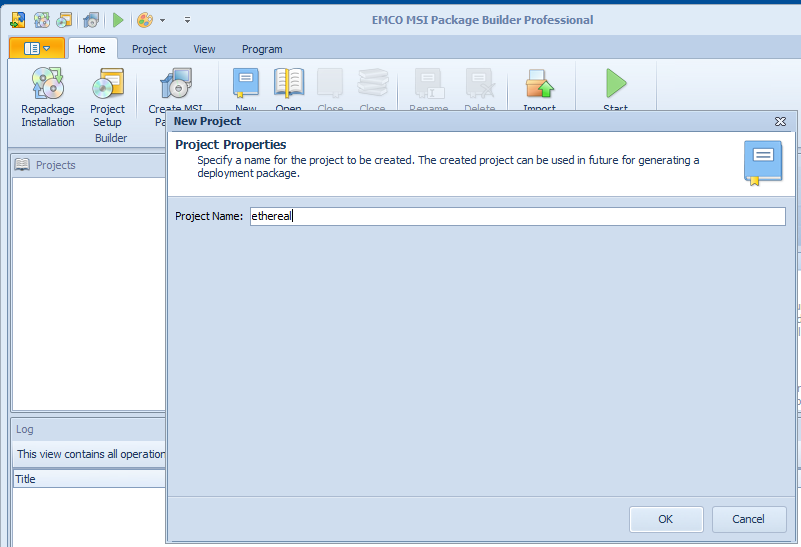 EMCO MSI Package Builder Professional
Home Project View Program
Repackage Installation
Project Setup
Create MSI
New Open Close Close Rename Delete Import Start
Builder
New Project
Project Properties
Specify a name for the project to be created. The created project can be used in future for generating a
deployment package.
Projects
Project Name: ethereal
Log
This view contains all operation
Title
OK Cancel